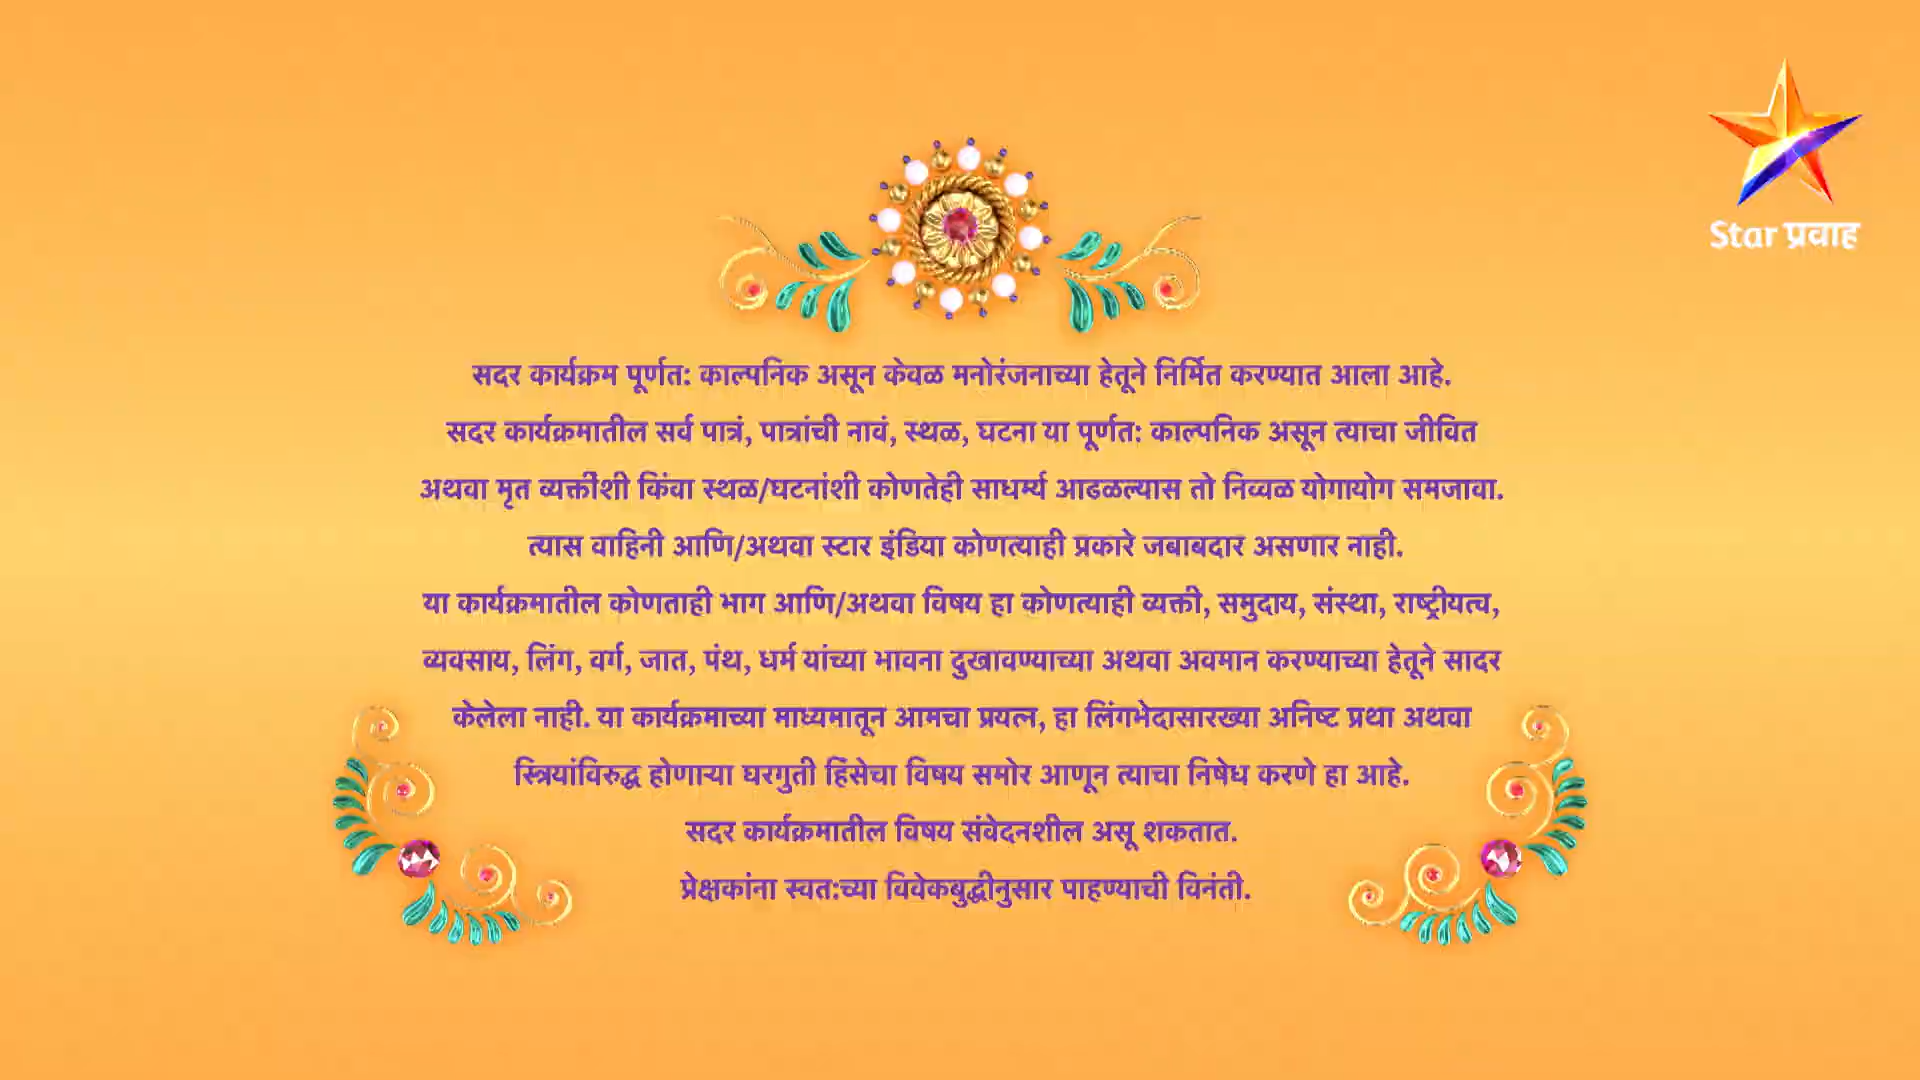 Star प्रवाह
सदर कार्यक्रम पूर्णत: काल्पनिक असून केवळ मनोरंजनाच्या हेतूने निर्मित करण्यात आला आहे.
सदर कार्यक्रमातील सर्व पात्रं, पात्रांची नावं, स्थळ, घटना या पूर्णत: काल्पनिक असून त्याचा जीवित
अथवा मृत व्यक्तींशी किंवा स्थळ/घटनांशी कोणतेही साधर्म्य आढळल्यास तो निव्वळ योगायोग समजावा.
त्यास वाहिनी आणि/अथवा स्टार इंडिया कोणत्याही प्रकारे जबाबदार असणार नाही.
या कार्यक्रमातील कोणताही भाग आणि/अथवा विषय हा कोणत्याही व्यक्ती, समुदाय, संस्था, राष्ट्रीयत्व,
व्यवसाय, लिंग, वर्ग, जात, पंथ, धर्म यांच्या भावना दुखावण्याच्या अथवा अवमान करण्याच्या हेतूने सादर
केलेला नाही. या कार्यक्रमाच्या माध्यमातून आमचा प्रयत्न, हा लिंगभेदासारख्या अनिष्ट प्रथा अथवा
स्त्रियांविरुद्ध होणाऱ्या घरगुती हिंसेचा विषय समोर आणून त्याचा निषेध करणे हा आहे.
सदर कार्यक्रमातील विषय संवेदनशील असू शकतात.
प्रेक्षकांना स्वत:च्या विवेकबुद्धीनुसार पाहण्याची विनंती.